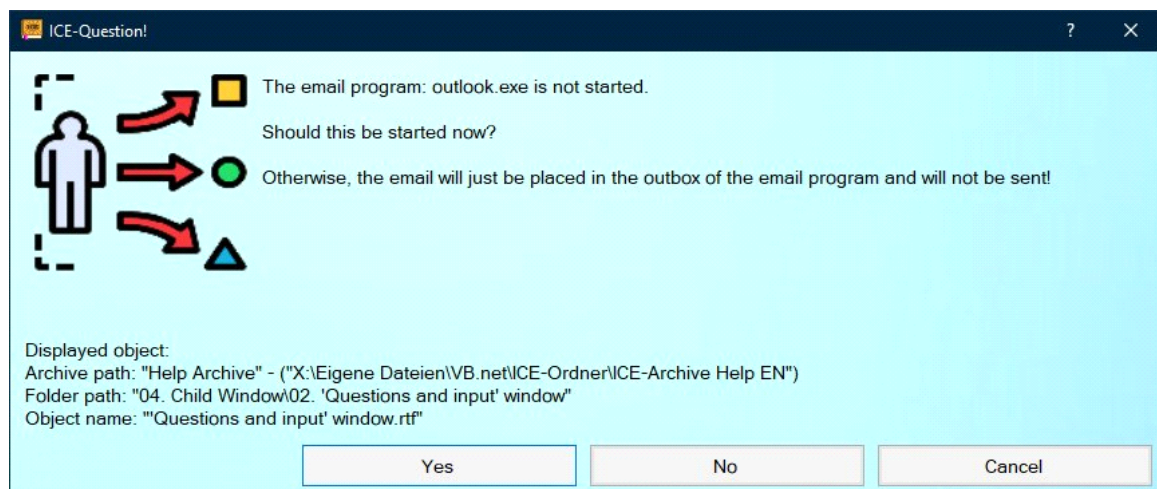 ICE-Question!
?
The email program: outlook.exe is not started.
Should this be started now?
Otherwise, the email will just be placed in the outbox of the email program and will not be sent!
Displayed object:
Archive path: "Help Archive" - ("X:\Eigene Dateien\VB.net\ICE-Ordner\ICE-Archive Help EN")
Folder path: "04. Child Window\02. 'Questions and input' window"
Object name: "'Questions and input' window.rtf"
Yes
No
Cancel